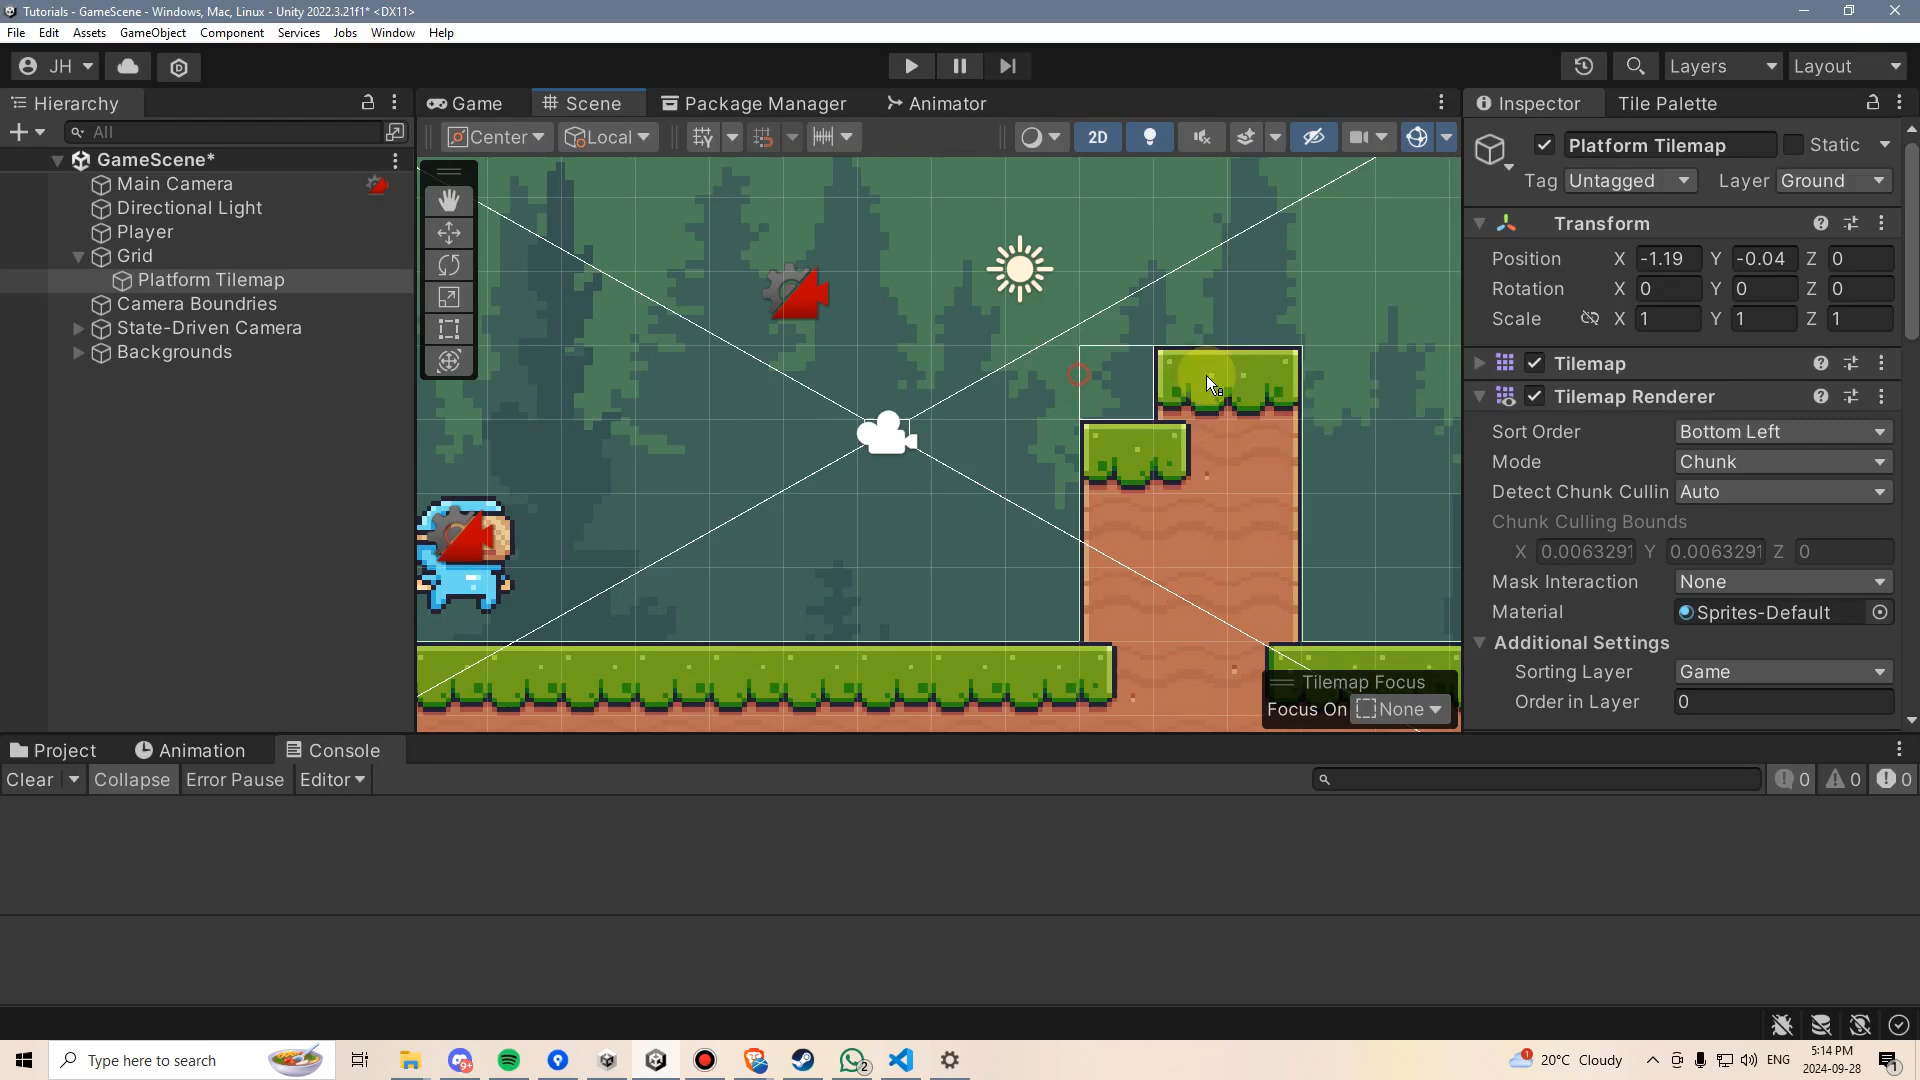 Tutorials - GameScene - Windows, Mac, Linux - Unity 2022.3.21f1* <DX11>
File Edit Assets GameObject Component Services Jobs Window Help
JH Layers Layout
Hierarchy
All
GameScene*
Main Camera
Directional Light
Player
Grid
Platform Tilemap
Camera Boundries
State-Driven Camera
Backgrounds
Game Scene Package Manager Animator
Center Local 2D
Tilemap Focus
Focus On None
Inspector Tile Palette
Platform Tilemap Static
Tag Untagged Layer Ground
Transform
Position X -1.19 Y -0.04 Z 0
Rotation X 0 Y 0 Z 0
Scale X 1 Y 1 Z 1
Tilemap
Tilemap Renderer
Sort Order Bottom Left
Mode Chunk
Detect Chunk Cullin Auto
Chunk Culling Bounds
X 0.0063291 Y 0.0063291 Z 0
Mask Interaction None
Material Sprites-Default
Additional Settings
Sorting Layer Game
Order in Layer 0
Project Animation Console
Clear Collapse Error Pause Editor 0 0 0
Type here to search
9+
2
1
20°C Cloudy ENG
5:14 PM
2024-09-28
1